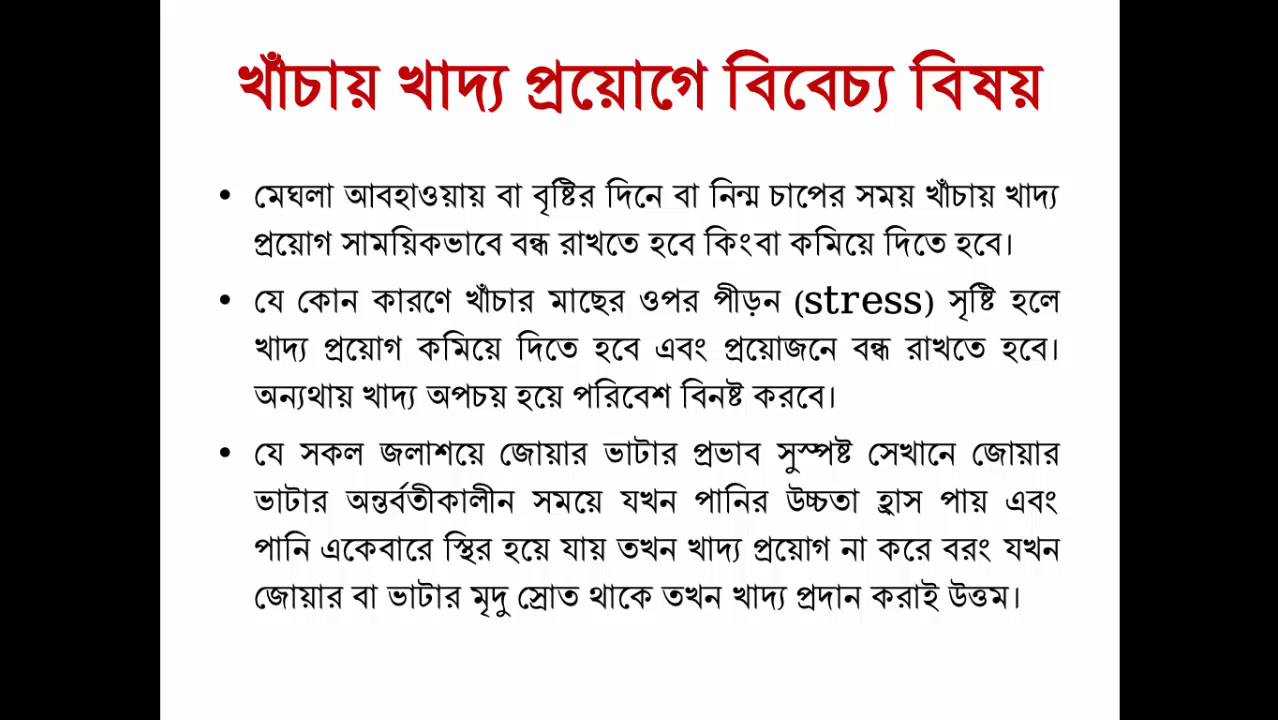 খাঁচায় খাদ্য প্রয়োগে বিবেচ্য বিষয়
• মেঘলা আবহাওয়ায় বা বৃষ্টির দিনে বা নিন্ম চাপের সময় খাঁচায় খাদ্য
প্রয়োগ সাময়িকভাবে বন্ধ রাখতে হবে কিংবা কমিয়ে দিতে হবে।
• যে কোন কারণে খাঁচার মাছের ওপর পীড়ন (stress) সৃষ্টি হলে
খাদ্য প্রয়োগ কমিয়ে দিতে হবে এবং প্রয়োজনে বন্ধ রাখতে হবে।
অন্যথায় খাদ্য অপচয় হয়ে পরিবেশ বিনষ্ট করবে।
• যে সকল জলাশয়ে জোয়ার ভাটার প্রভাব সুস্পষ্ট সেখানে জোয়ার
ভাটার অন্তর্বতীকালীন সময়ে যখন পানির উচ্চতা হ্রাস পায় এবং
পানি একেবারে স্থির হয়ে যায় তখন খাদ্য প্রয়োগ না করে বরং যখন
জোয়ার বা ভাটার মৃদু স্রোত থাকে তখন খাদ্য প্রদান করাই উত্তম।